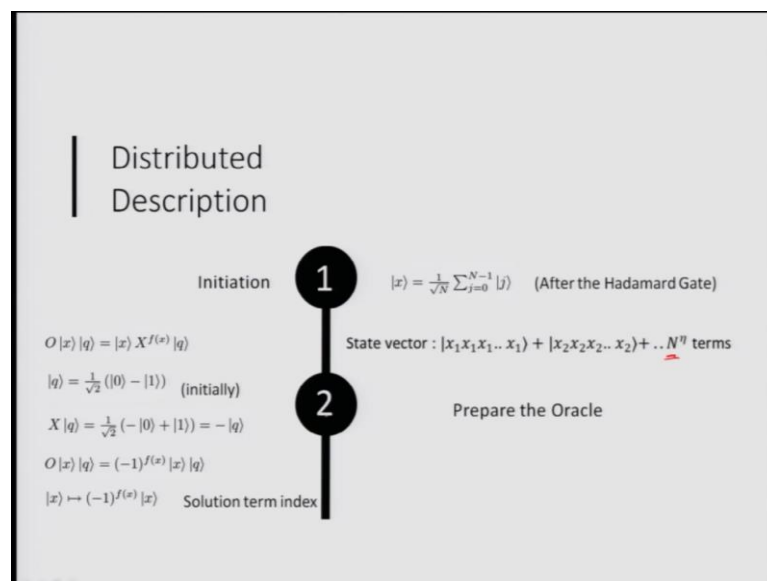 Distributed
Description
Initiation
1
|x⟩ = 1/√N ∑_{j=0}^{N−1} |j⟩ (After the Hadamard Gate)
O|x⟩|q⟩ = |x⟩ X^{f(x)} |q⟩
State vector : |x₁x₁x₁.. x₁⟩ + |x₂x₂x₂.. x₂⟩+ ..N^η terms
|q⟩ = 1/√2 (|0⟩ − |1⟩) (initially)
2
Prepare the Oracle
X|q⟩ = 1/√2 (−|0⟩ + |1⟩) = −|q⟩
O|x⟩|q⟩ = (−1)^{f(x)} |x⟩|q⟩
|x⟩ ↦ (−1)^{f(x)} |x⟩ Solution term index